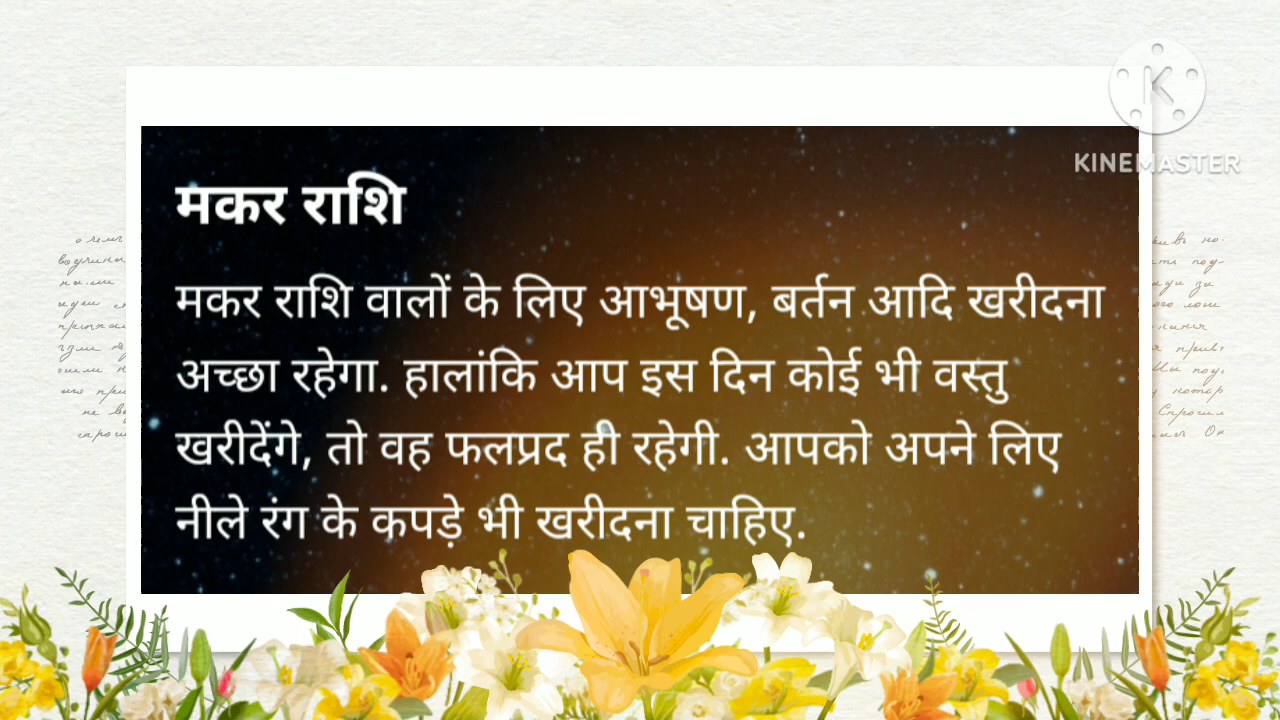 KINEMASTER
मकर राशि
मकर राशि वालों के लिए आभूषण, बर्तन आदि खरीदना
अच्छा रहेगा. हालांकि आप इस दिन कोई भी वस्तु
खरीदेंगे, तो वह फलप्रद ही रहेगी. आपको अपने लिए
नीले रंग के कपड़े भी खरीदना चाहिए.